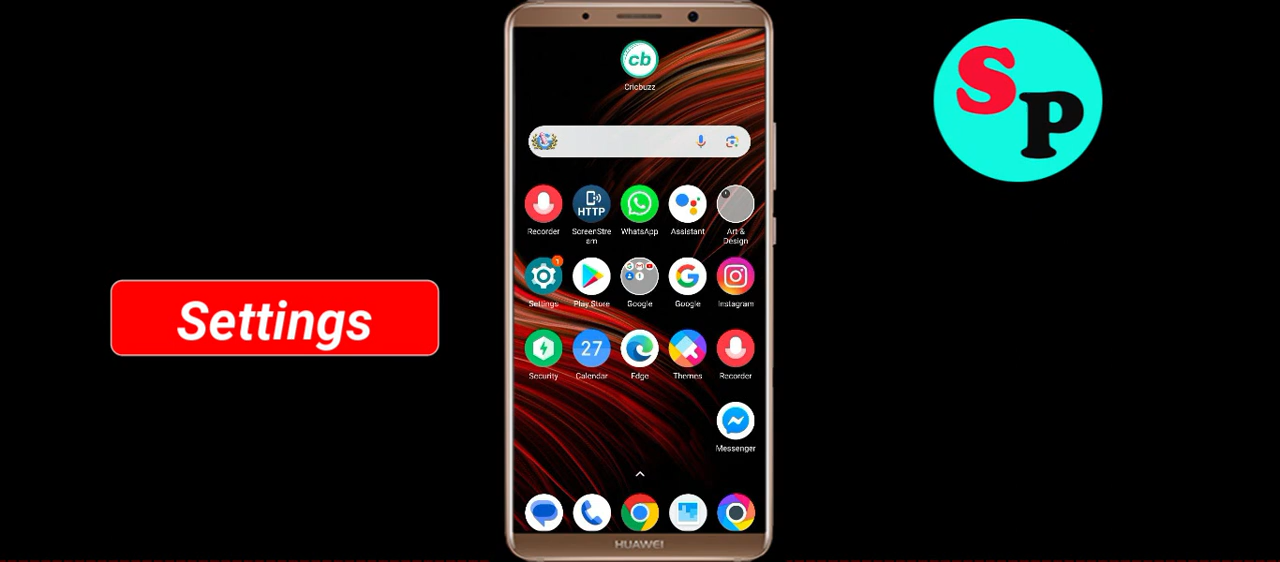 cb
Cricbuzz
HTTP
Recorder
ScreenStre
am
WhatsApp
Assistant
Art &
Design
1
Settings
Play Store
Google
Google
Instagram
27
Security
Calendar
Edge
Themes
Recorder
Messenger
HUAWEI
Settings
SP